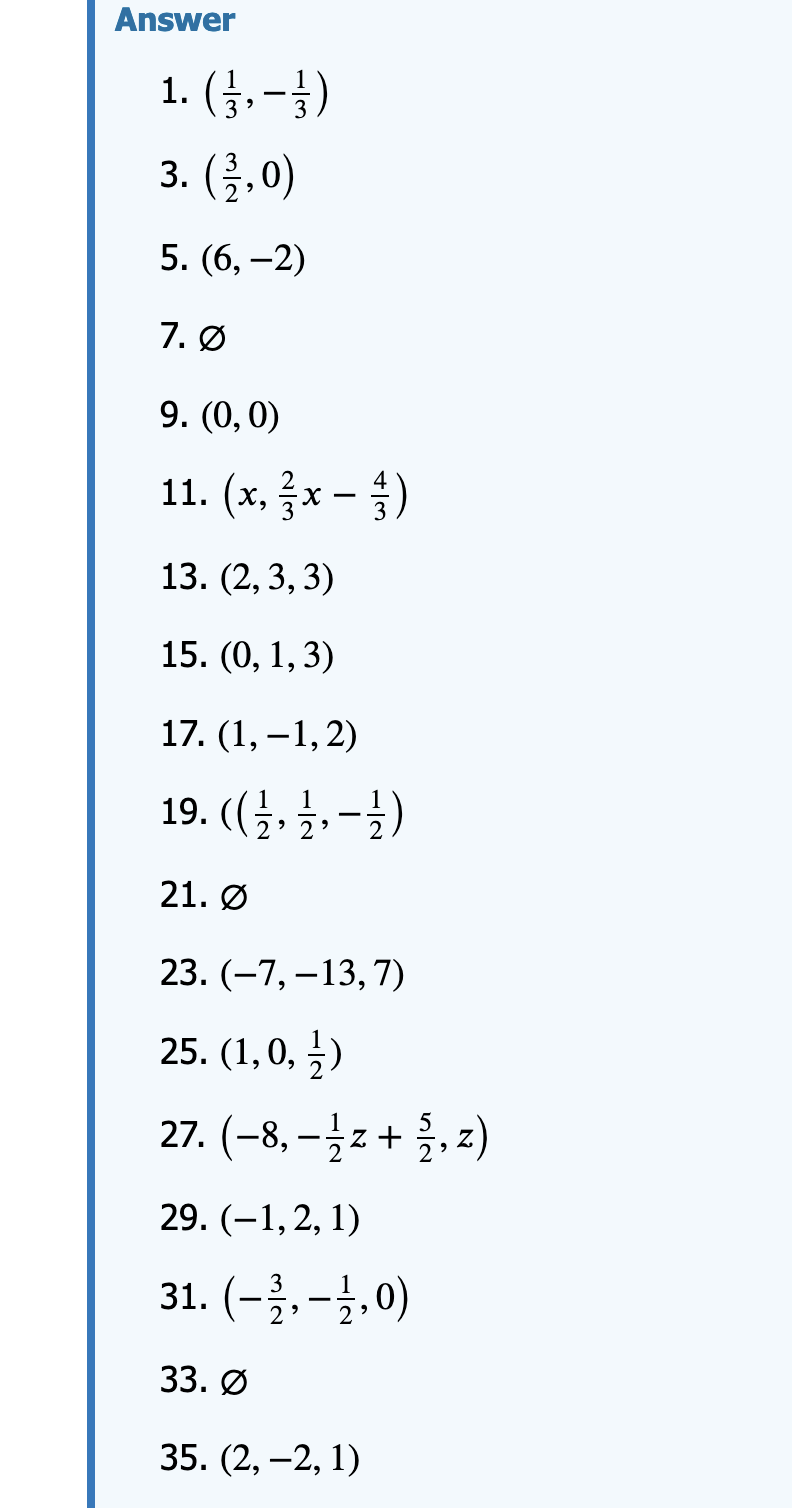 Answer
1. (1/3, −1/3)
3. (3/2, 0)
5. (6, −2)
7. ∅
9. (0, 0)
11. (x, 2/3x − 4/3)
13. (2, 3, 3)
15. (0, 1, 3)
17. (1, −1, 2)
19. ((1/2, 1/2, −1/2)
21. ∅
23. (−7, −13, 7)
25. (1, 0, 1/2)
27. (−8, −1/2z + 5/2, z)
29. (−1, 2, 1)
31. (−3/2, −1/2, 0)
33. ∅
35. (2, −2, 1)